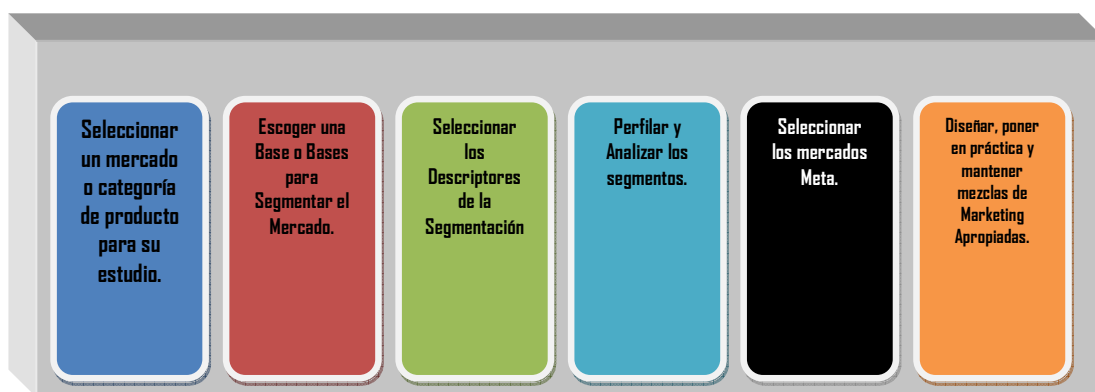 Seleccionar
un mercado
o categoría
de producto
para su
estudio.
Escoger una
Base o Bases
para
Segmentar el
Mercado.
Seleccionar
los
Descriptores
de la
Segmentación
Perfilar y
Analizar los
segmentos.
Seleccionar
los mercados
Meta.
Diseñar, poner
en práctica y
mantener
mezclas de
Marketing
Apropiadas.